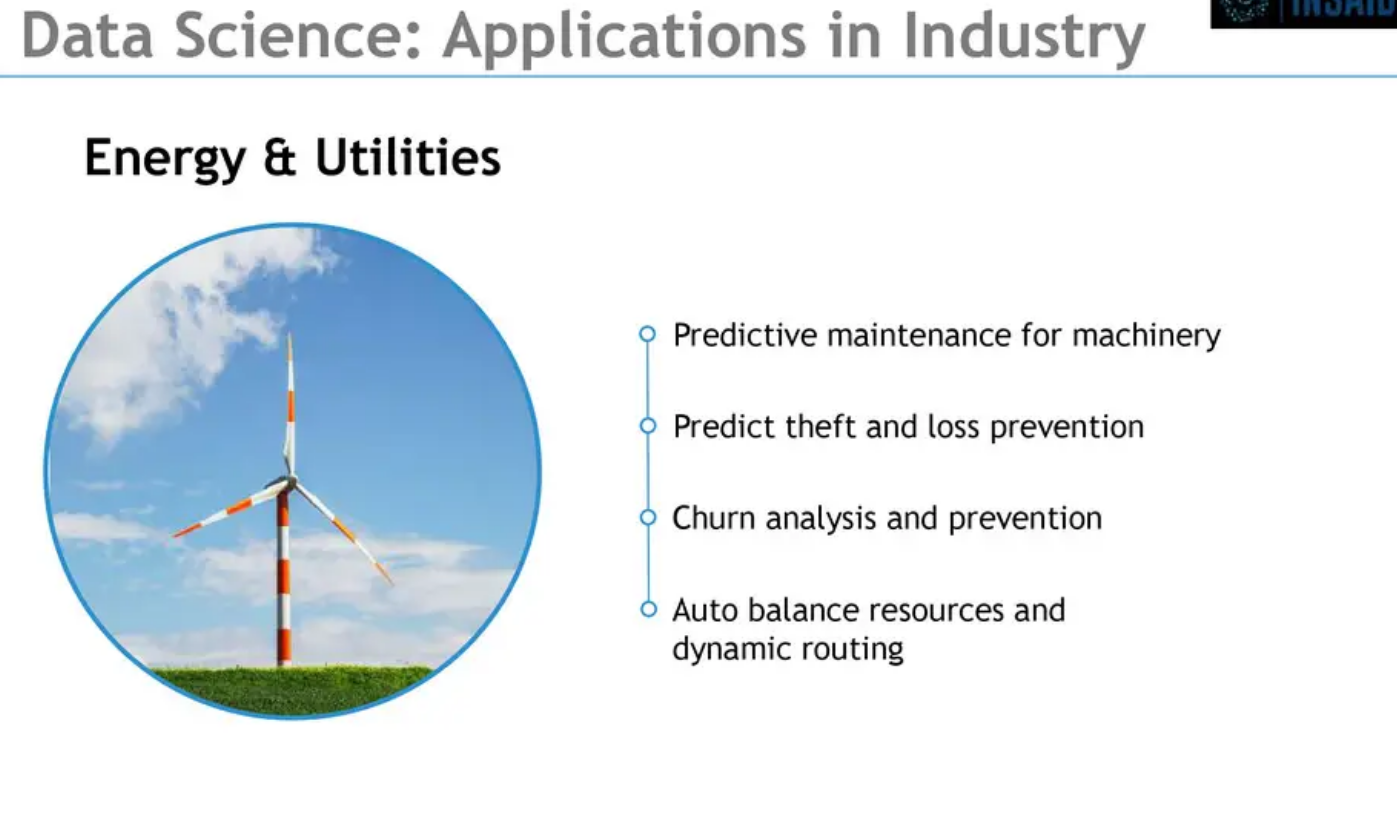 Data Science: Applications in Industry
Energy & Utilities
Predictive maintenance for machinery
Predict theft and loss prevention
Churn analysis and prevention
Auto balance resources and
dynamic routing